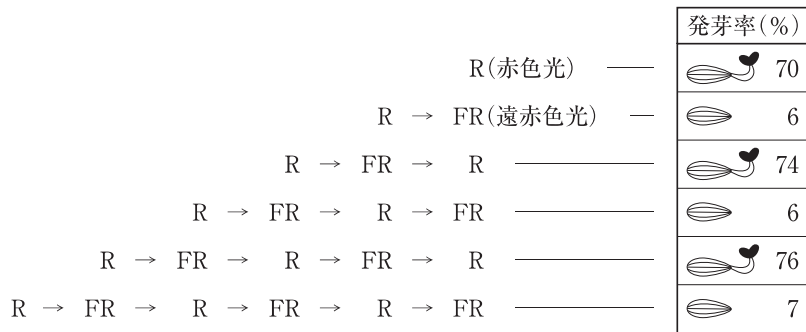 発芽率(%)
R(赤色光) 70
R → FR(遠赤色光) 6
R → FR → R 74
R → FR → R → FR 6
R → FR → R → FR → R 76
R → FR → R → FR → R → FR 7